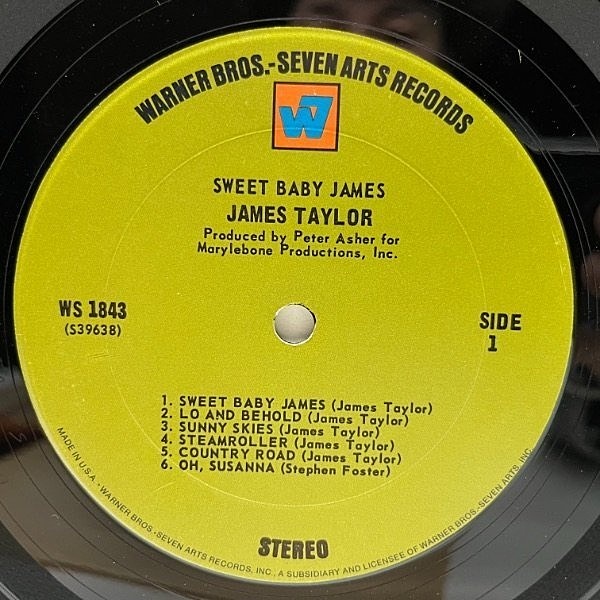 WARNER BROS.-SEVEN ARTS RECORDS
W7
SWEET BABY JAMES
JAMES TAYLOR
Produced by Peter Asher for
Marylebone Productions, Inc.
WS 1843
(S39638)
SIDE
1
1. SWEET BABY JAMES (James Taylor)
2. LO AND BEHOLD (James Taylor)
3. SUNNY SKIES (James Taylor)
4. STEAMROLLER (James Taylor)
5. COUNTRY ROAD (James Taylor)
6. OH, SUSANNA (Stephen Foster)
STEREO
MADE IN U.S.A. • WARNER BROS.-SEVEN ARTS RECORDS, INC., A SUBSIDIARY AND LICENSEE OF WARNER BROS.-SEVEN ARTS, INC.